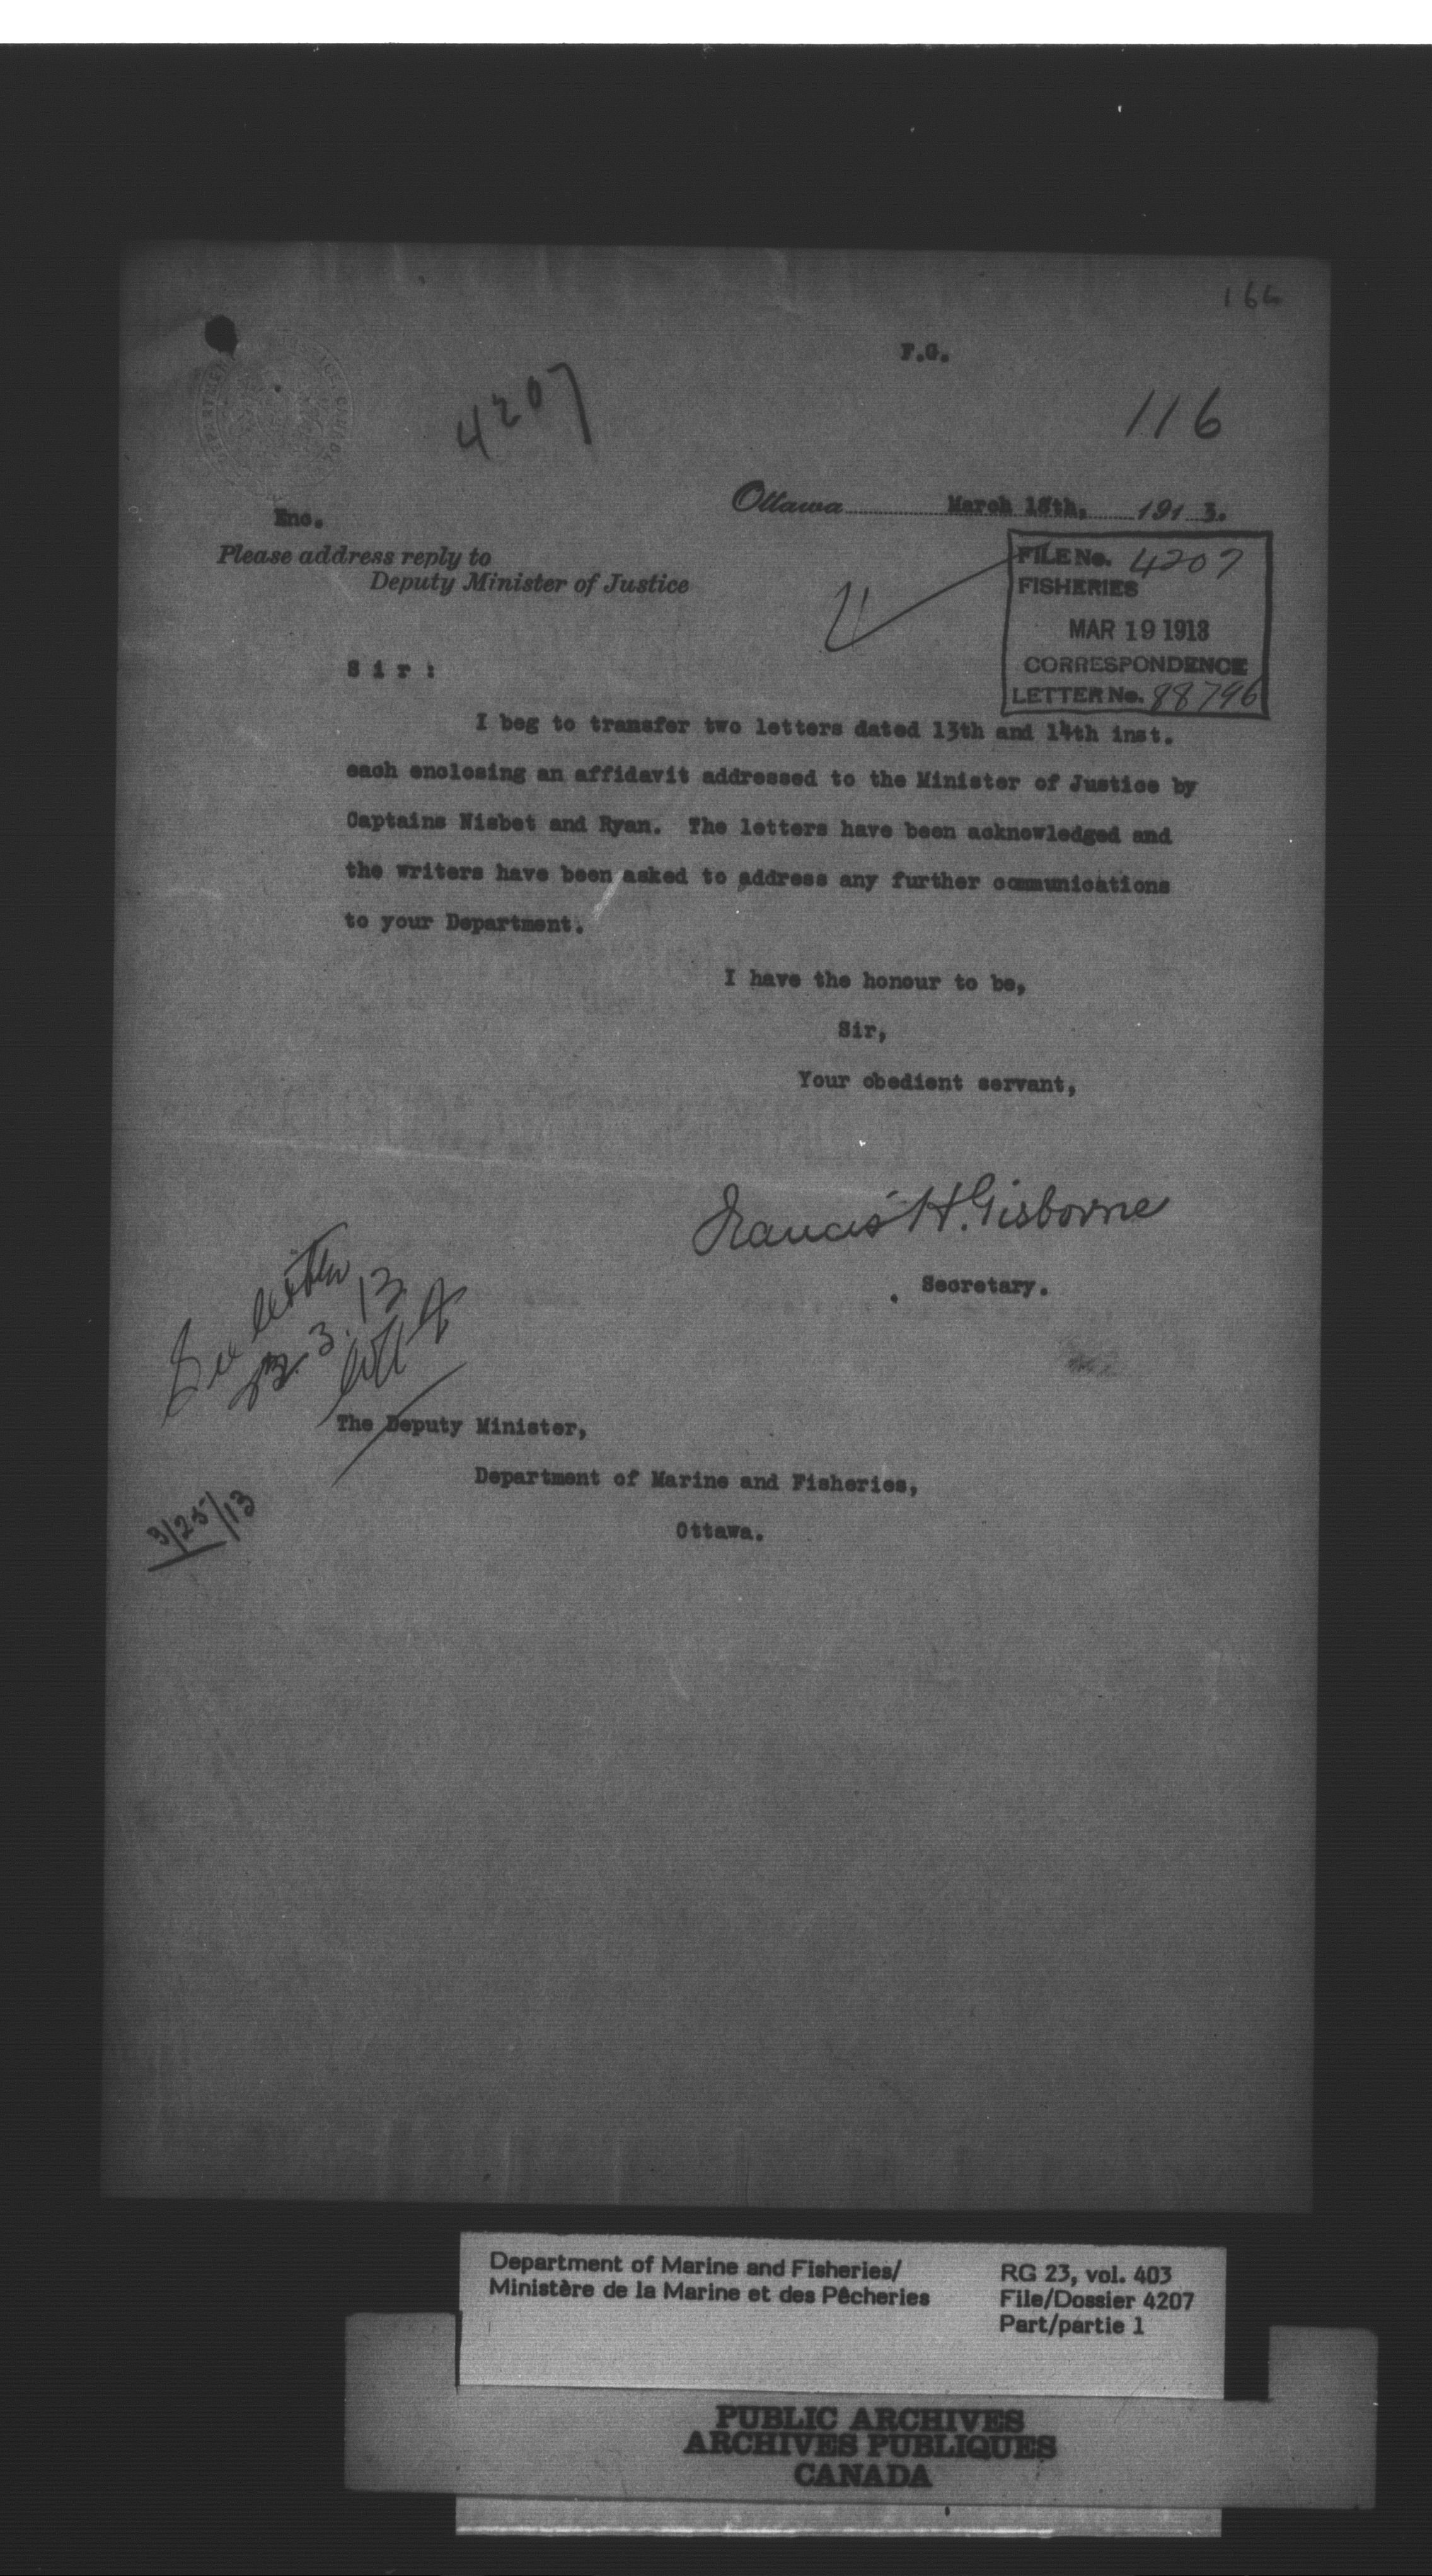 166
F.G.
4207
116
Ottawa March 18th, 1913.
Enc.
Please address reply to
Deputy Minister of Justice
FILE No. 4207
FISHERIES
MAR 19 1913
CORRESPONDENCE
LETTER No. 88796
Sir:
I beg to transfer two letters dated 13th and 14th inst.
each enclosing an affidavit addressed to the Minister of Justice by
Captains Nisbet and Ryan. The letters have been acknowledged and
the writers have been asked to address any further communications
to your Department.
I have the honour to be,
Sir,
Your obedient servant,
Francis H. Gisborne
Secretary.
See letter
3. 13
The Deputy Minister,
Department of Marine and Fisheries,
Ottawa.
3/25/13
Department of Marine and Fisheries/
Ministère de la Marine et des Pêcheries
RG 23, vol. 403
File/Dossier 4207
Part/partie 1
PUBLIC ARCHIVES
ARCHIVES PUBLIQUES
CANADA